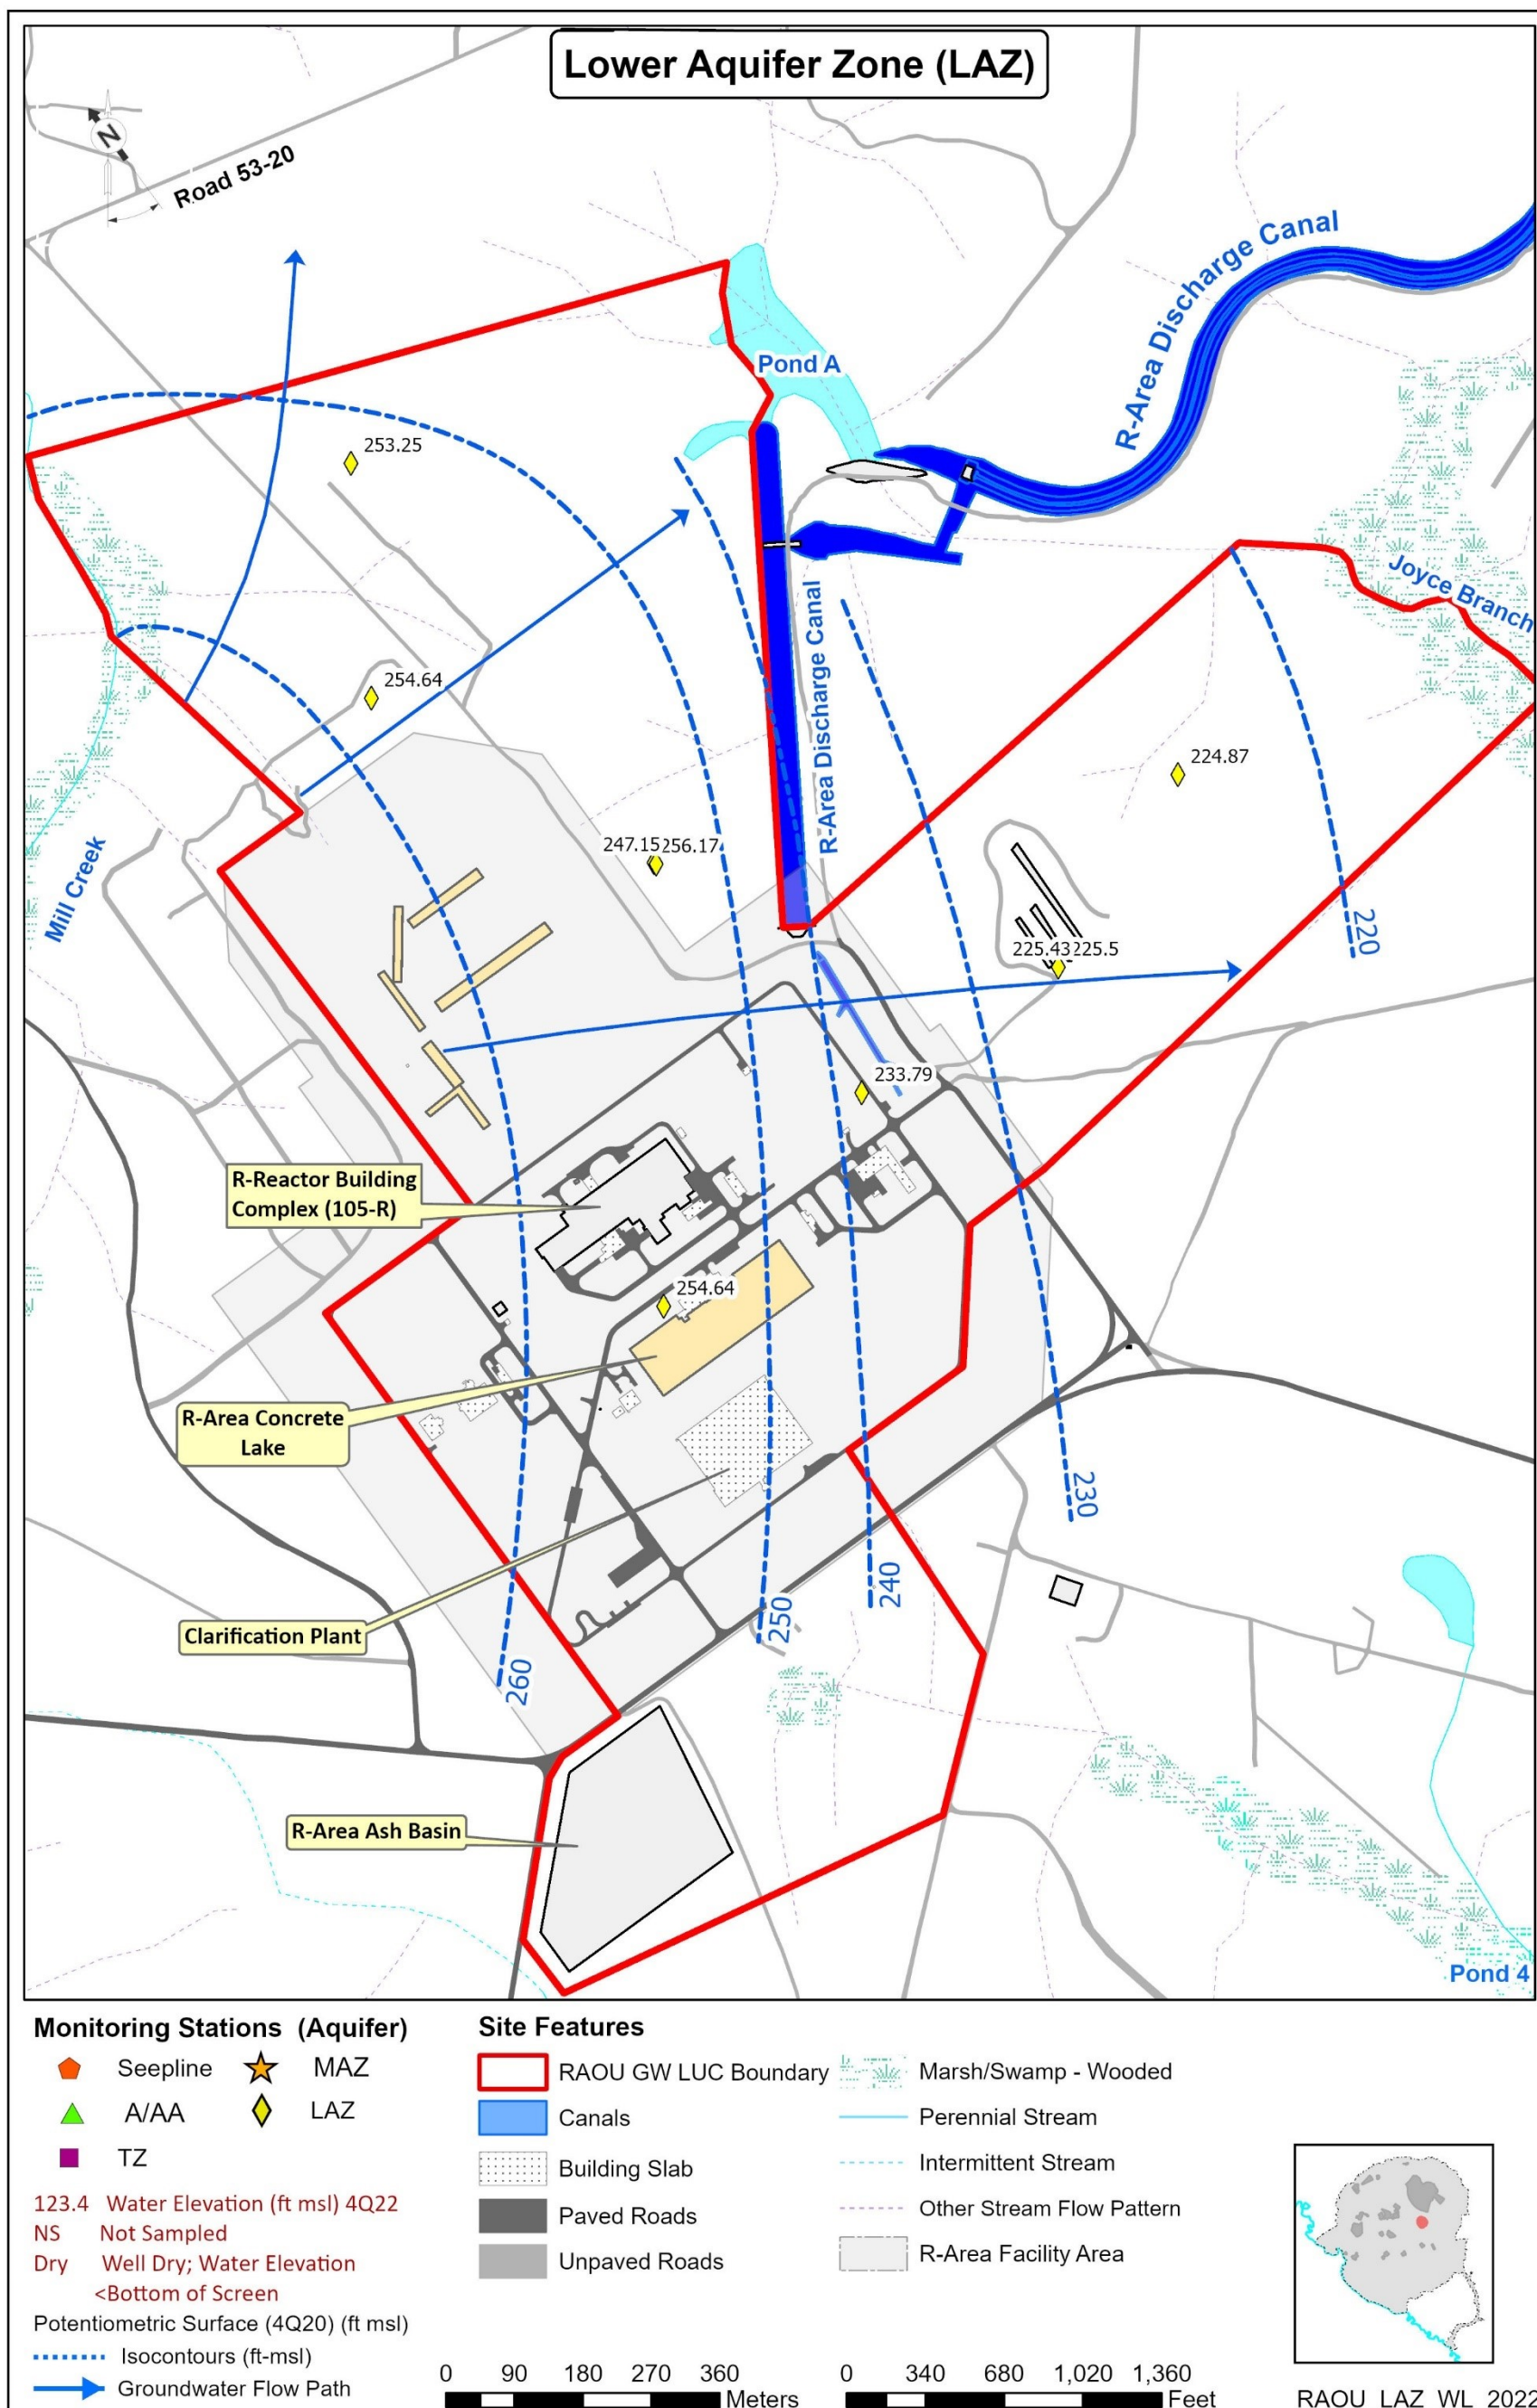 Lower Aquifer Zone (LAZ)
N
Road 53-20
R-Area Discharge Canal
Pond A
253.25
Joyce Branch
254.64
R-Area Discharge Canal
224.87
247.15
256.17
Mill Creek
220
225.43
225.5
233.79
R-Reactor Building
Complex (105-R)
254.64
R-Area Concrete
Lake
230
240
250
Clarification Plant
260
R-Area Ash Basin
Pond 4
Monitoring Stations (Aquifer)
Seepline
MAZ
A/AA
LAZ
TZ
123.4 Water Elevation (ft msl) 4Q22
NS Not Sampled
Dry Well Dry; Water Elevation
<Bottom of Screen
Potentiometric Surface (4Q20) (ft msl)
Isocontours (ft-msl)
Groundwater Flow Path
Site Features
RAOU GW LUC Boundary
Canals
Building Slab
Paved Roads
Unpaved Roads
Marsh/Swamp - Wooded
Perennial Stream
Intermittent Stream
Other Stream Flow Pattern
R-Area Facility Area
0 90 180 270 360
Meters
0 340 680 1,020 1,360
Feet
RAOU_LAZ_WL_2022